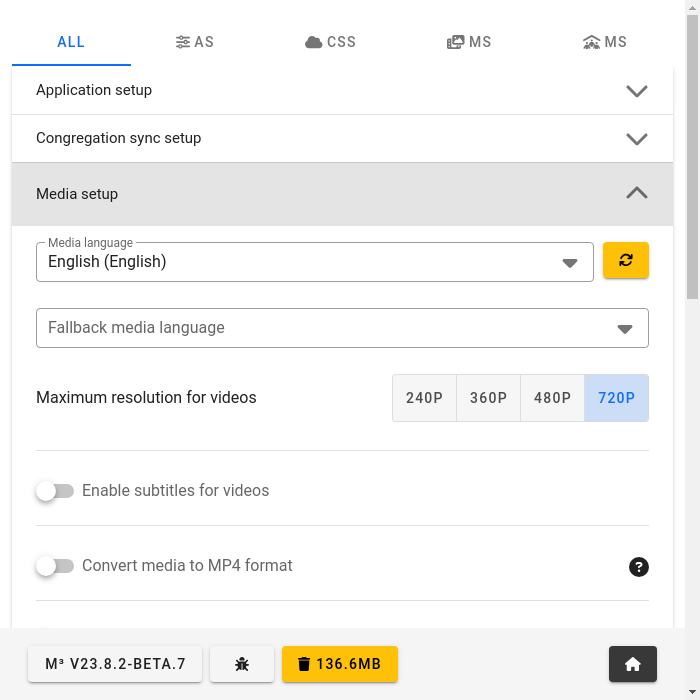 ALL
AS
CSS
MS
MS
Application setup
Congregation sync setup
Media setup
Media language
English (English)
Fallback media language
Maximum resolution for videos
240P 360P 480P 720P
Enable subtitles for videos
Convert media to MP4 format
?
M³ V23.8.2-BETA.7
136.6MB